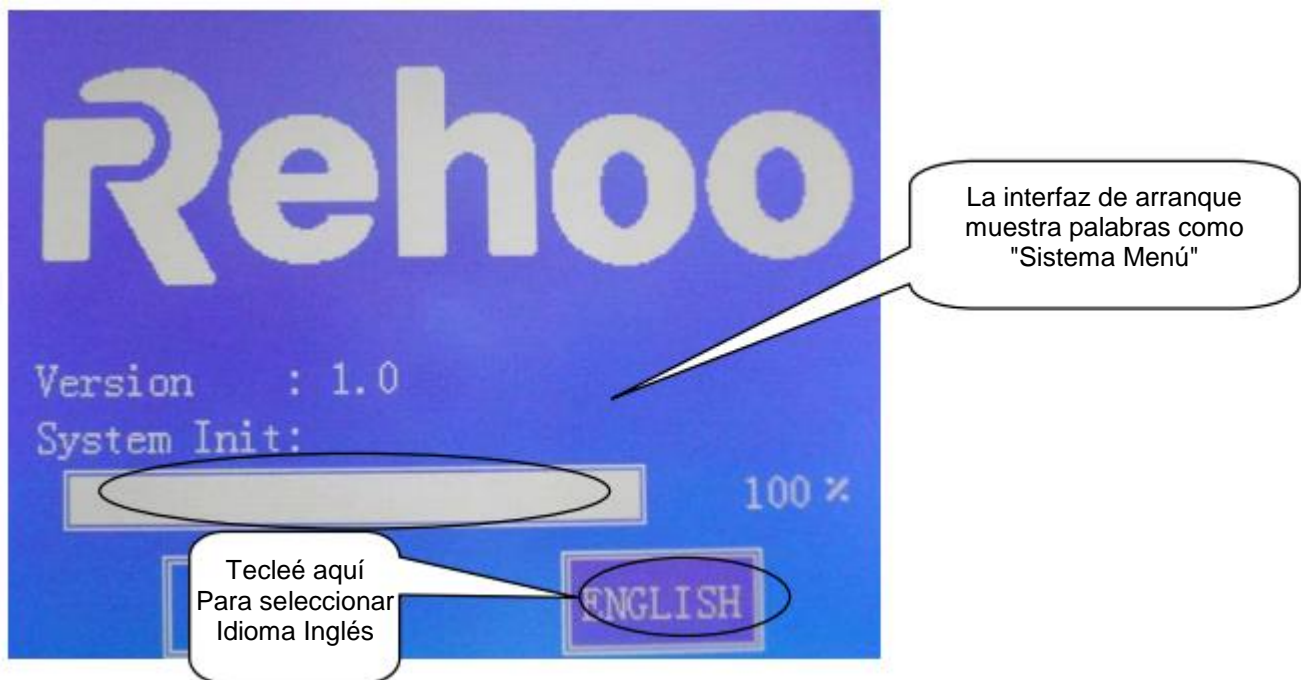 Rehoo
La interfaz de arranque
muestra palabras como
"Sistema Menú"
Version : 1.0
System Init:
100 %
Tecleé aquí
Para seleccionar
Idioma Inglés
ENGLISH